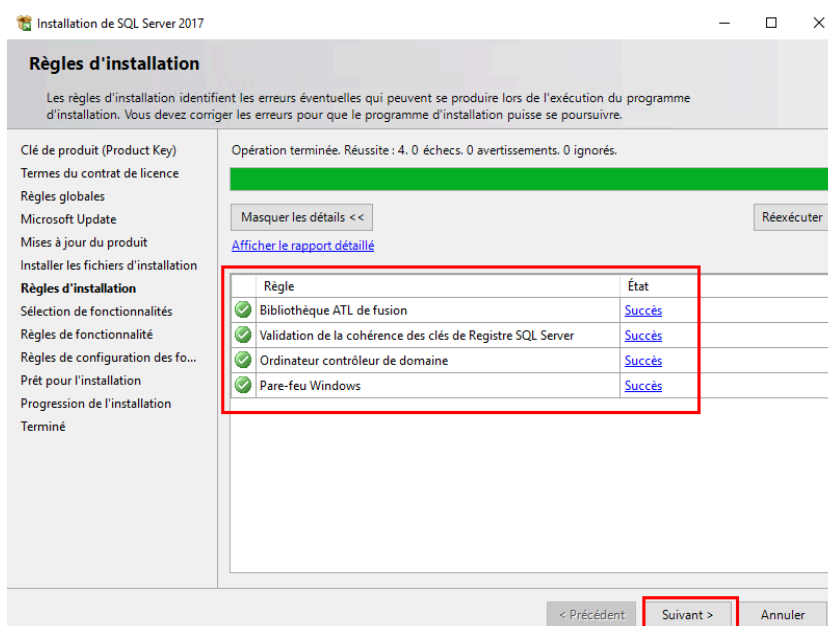 Installation de SQL Server 2017
Règles d'installation
Les règles d'installation identifient les erreurs éventuelles qui peuvent se produire lors de l'exécution du programme
d'installation. Vous devez corriger les erreurs pour que le programme d'installation puisse se poursuivre.
Clé de produit (Product Key)
Termes du contrat de licence
Règles globales
Microsoft Update
Mises à jour du produit
Installer les fichiers d'installation
Règles d'installation
Sélection de fonctionnalités
Règles de fonctionnalité
Règles de configuration des fo...
Prêt pour l'installation
Progression de l'installation
Terminé
Opération terminée. Réussite : 4. 0 échecs. 0 avertissements. 0 ignorés.
Masquer les détails <<
Réexécuter
Afficher le rapport détaillé
Règle État
Bibliothèque ATL de fusion Succès
Validation de la cohérence des clés de Registre SQL Server Succès
Ordinateur contrôleur de domaine Succès
Pare-feu Windows Succès
< Précédent Suivant > Annuler